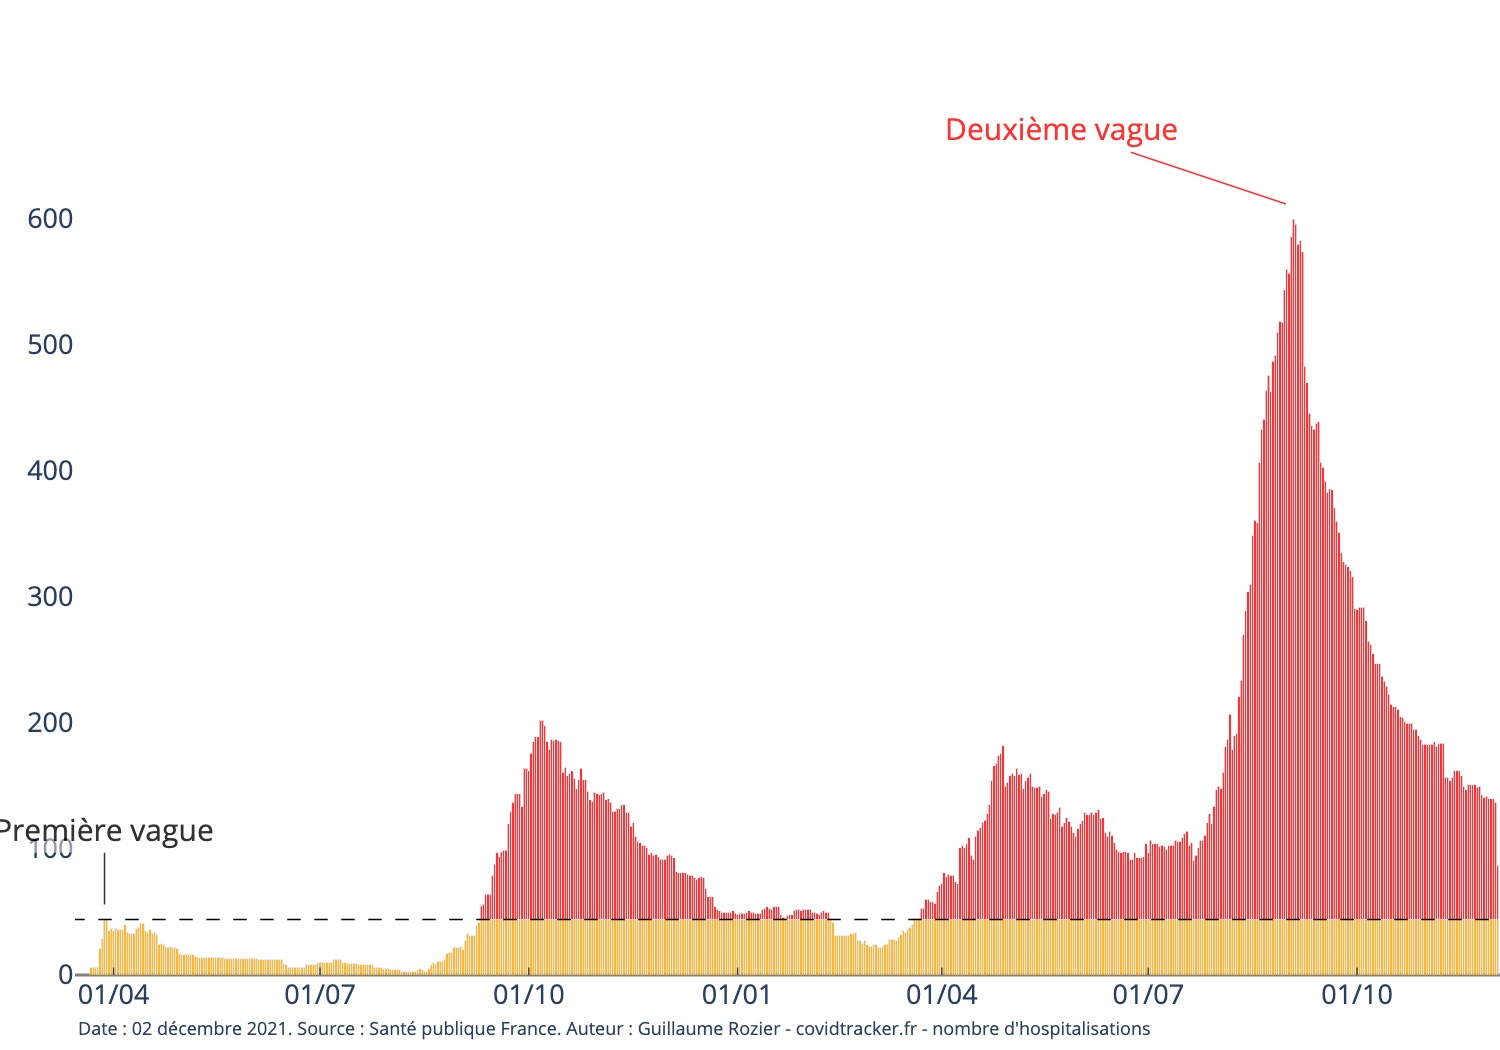 Deuxième vague
600
500
400
300
200
Première vague
100
0
01/04 01/07 01/10 01/01 01/04 01/07 01/10
Date : 02 décembre 2021. Source : Santé publique France. Auteur : Guillaume Rozier - covidtracker.fr - nombre d'hospitalisations